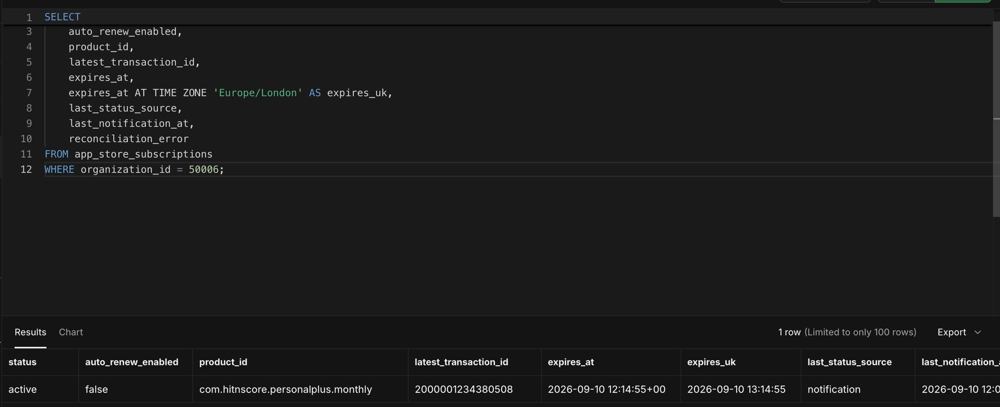 1 SELECT
3 auto_renew_enabled,
4 product_id,
5 latest_transaction_id,
6 expires_at,
7 expires_at AT TIME ZONE 'Europe/London' AS expires_uk,
8 last_status_source,
9 last_notification_at,
10 reconciliation_error
11 FROM app_store_subscriptions
12 WHERE organization_id = 50006;
Results Chart 1 row (Limited to only 100 rows) Export
status auto_renew_enabled product_id latest_transaction_id expires_at expires_uk last_status_source last_notification_a
active false com.hitnscore.personalplus.monthly 2000001234380508 2026-09-10 12:14:55+00 2026-09-10 13:14:55 notification 2026-09-10 12:0